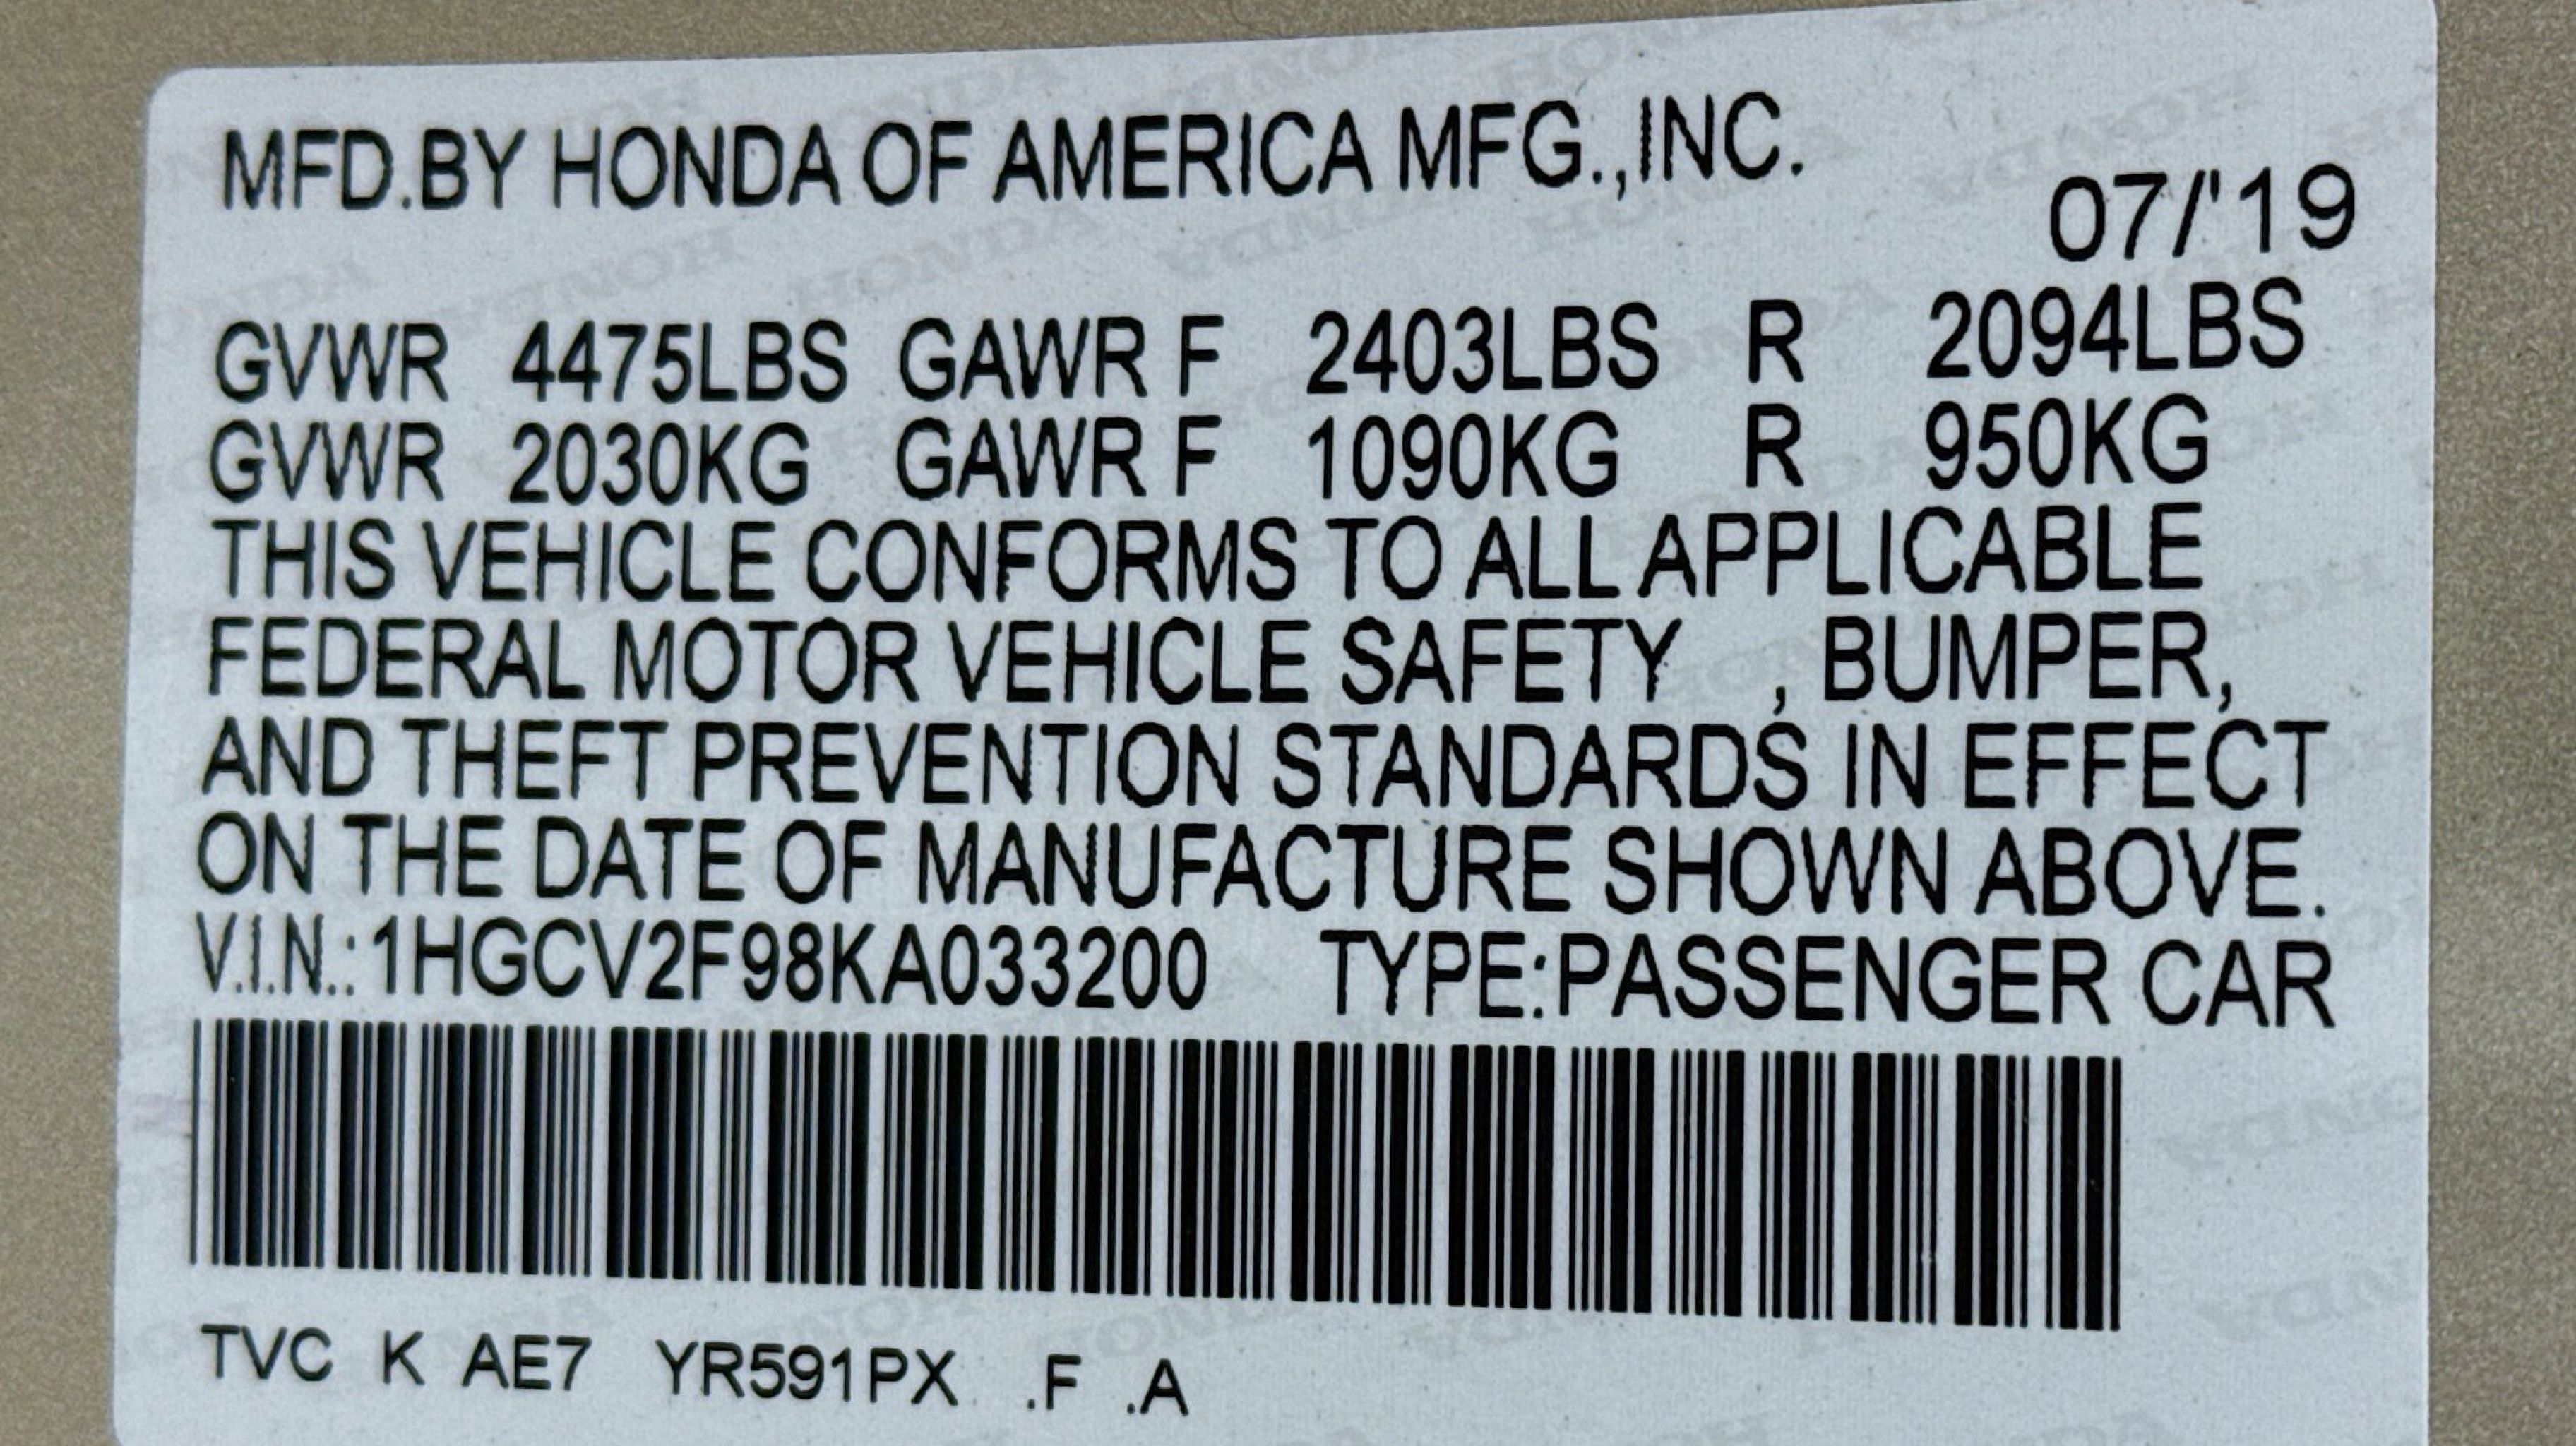 MFD.BY HONDA OF AMERICA MFG.,INC.
07/'19
GVWR 4475LBS GAWR F 2403LBS R 2094LBS
GVWR 2030KG GAWR F 1090KG R 950KG
THIS VEHICLE CONFORMS TO ALL APPLICABLE
FEDERAL MOTOR VEHICLE SAFETY , BUMPER,
AND THEFT PREVENTION STANDARDS IN EFFECT
ON THE DATE OF MANUFACTURE SHOWN ABOVE.
V.I.N.:1HGCV2F98KA033200 TYPE:PASSENGER CAR
TVC K AE7 YR591PX .F .A